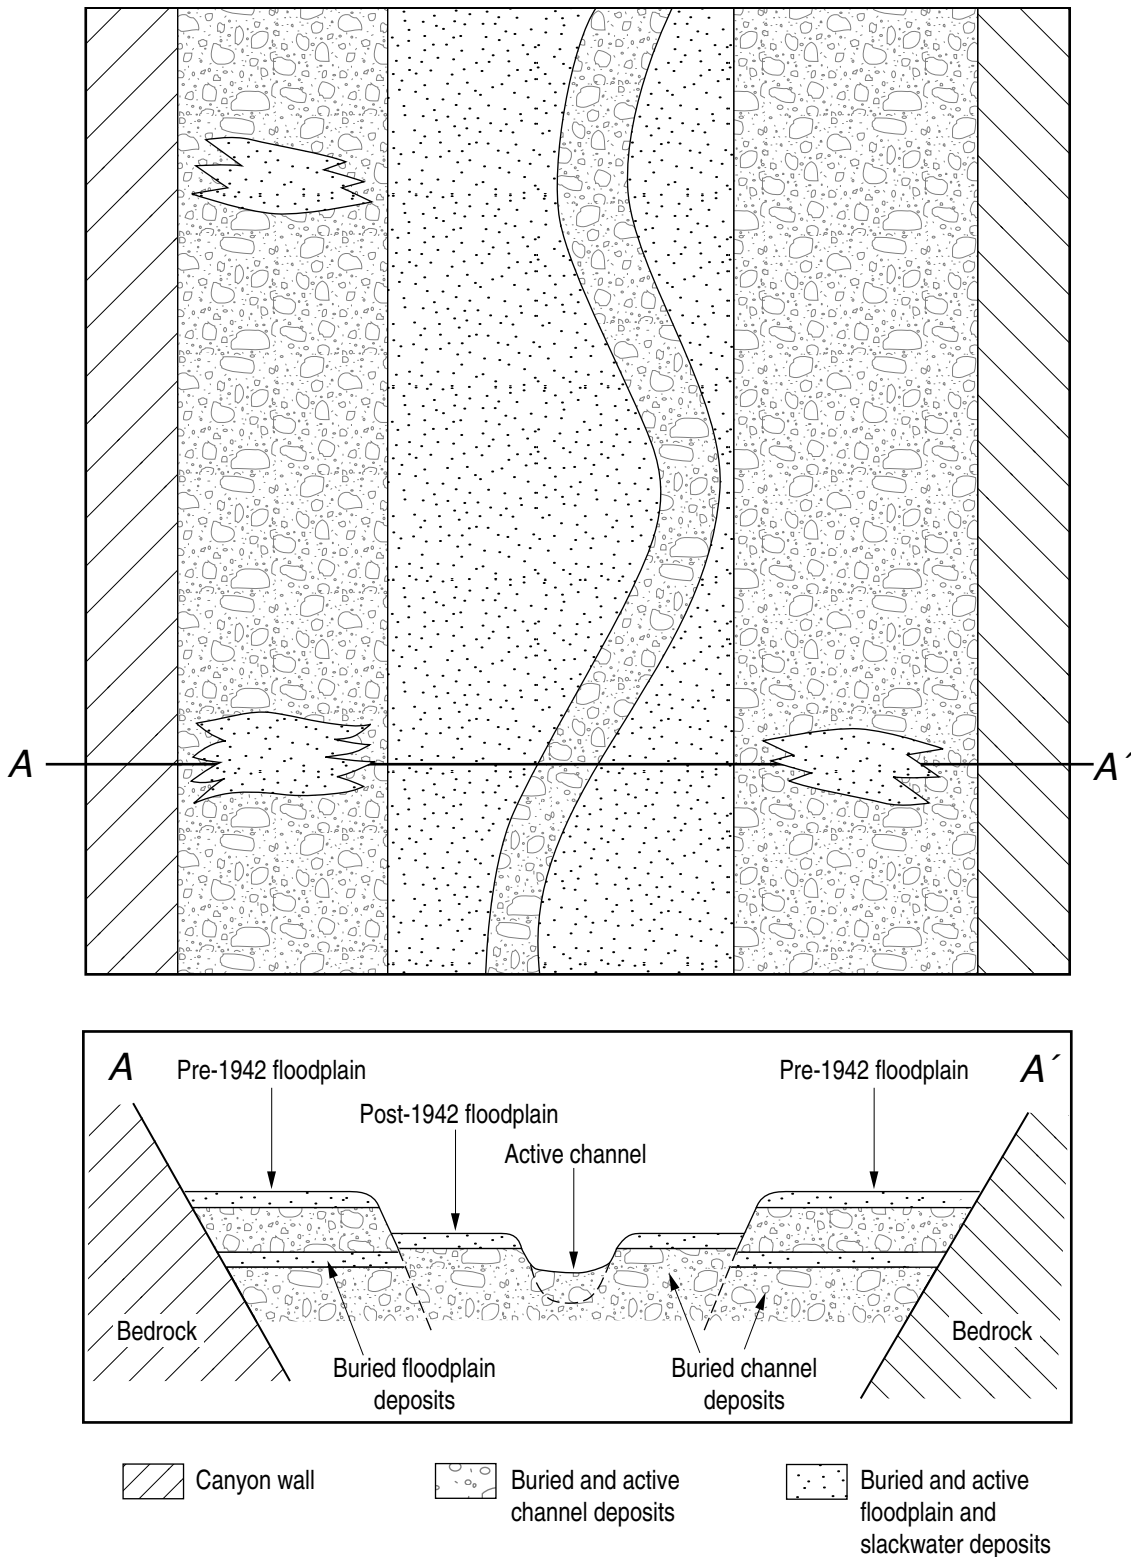 A
A´
A
A´
Pre-1942 floodplain
Pre-1942 floodplain
Post-1942 floodplain
Active channel
Bedrock
Bedrock
Buried floodplain
deposits
Buried channel
deposits
Canyon wall
Buried and active
channel deposits
Buried and active
floodplain and
slackwater deposits